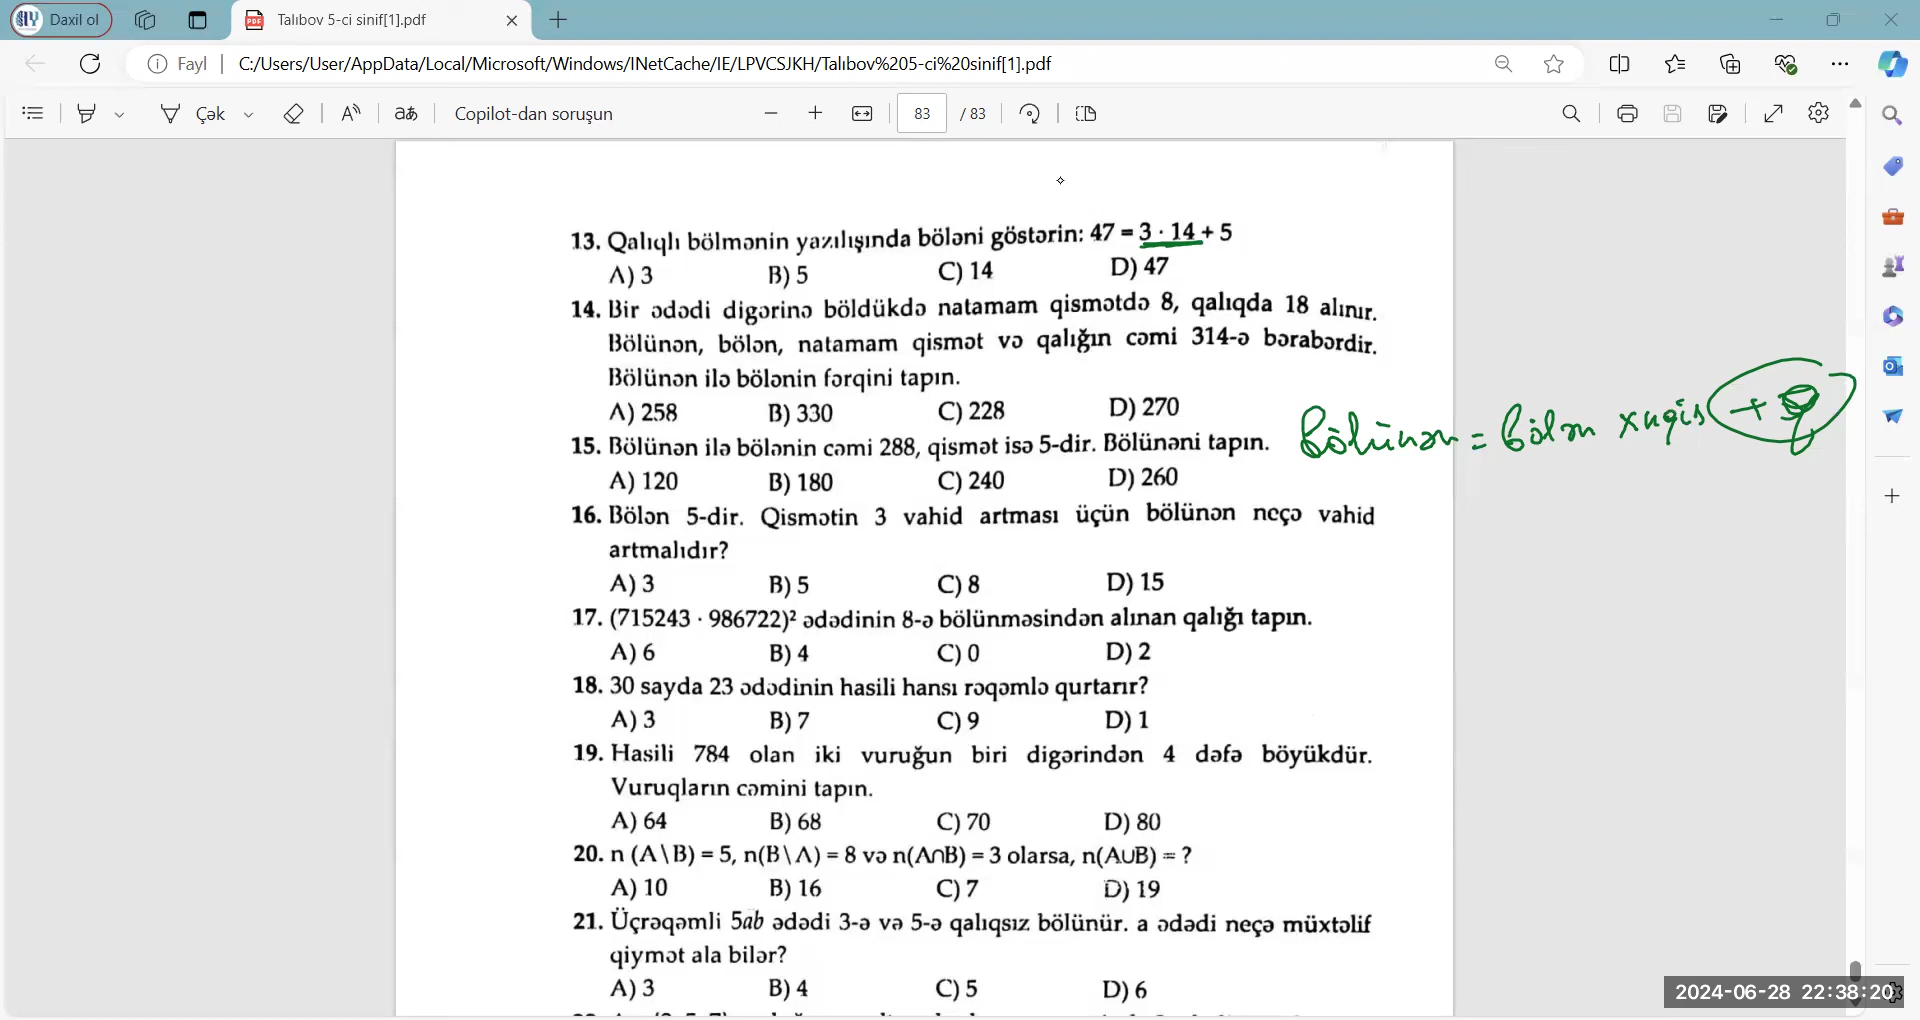 Daxil ol
Talıbov 5-ci sinif[1].pdf
Fayl
C:/Users/User/AppData/Local/Microsoft/Windows/INetCache/IE/LPVCSJKH/Talıbov%205-ci%20sinif[1].pdf
Çək
Copilot-dan soruşun
83 / 83
13. Qalıqlı bölmənin yazılışında böləni göstərin: 47 = 3 · 14 + 5
A) 3 B) 5 C) 14 D) 47
14. Bir ədədi digərinə böldükdə natamam qismətdə 8, qalıqda 18 alınır.
Bölünən, bölən, natamam qismət və qalığın cəmi 314-ə bərabərdir.
Bölünən ilə bölənin fərqini tapın.
A) 258 B) 330 C) 228 D) 270
Bölünən = bölən x nqis + q
15. Bölünən ilə bölənin cəmi 288, qismət isə 5-dir. Bölünəni tapın.
A) 120 B) 180 C) 240 D) 260
16. Bölən 5-dir. Qismətin 3 vahid artması üçün bölünən neçə vahid
artmalıdır?
A) 3 B) 5 C) 8 D) 15
17. (715243 · 986722)² ədədinin 8-ə bölünməsindən alınan qalığı tapın.
A) 6 B) 4 C) 0 D) 2
18. 30 sayda 23 ədədinin hasili hansı rəqəmlə qurtarır?
A) 3 B) 7 C) 9 D) 1
19. Hasili 784 olan iki vuruğun biri digərindən 4 dəfə böyükdür.
Vuruqların cəmini tapın.
A) 64 B) 68 C) 70 D) 80
20. n (A\B) = 5, n(B\A) = 8 və n(A∩B) = 3 olarsa, n(A∪B) = ?
A) 10 B) 16 C) 7 D) 19
21. Üçrəqəmli 5ab ədədi 3-ə və 5-ə qalıqsız bölünür. a ədədi neçə müxtəlif
qiymət ala bilər?
A) 3 B) 4 C) 5 D) 6
2024-06-28 22:38:20